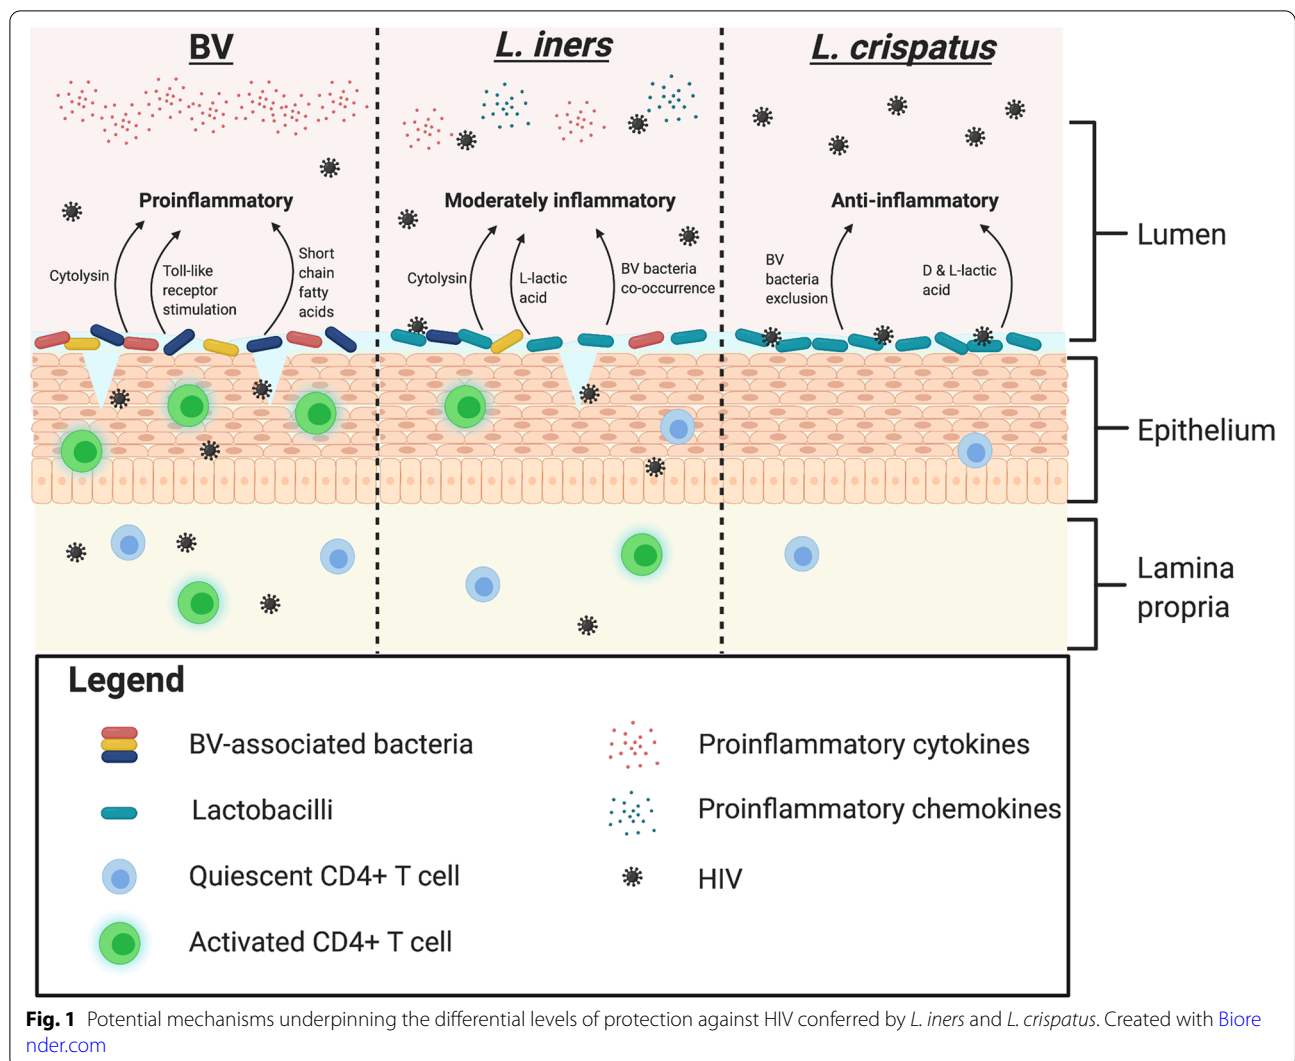 BV
L. iners
L. crispatus
Proinflammatory
Moderately inflammatory
Anti-inflammatory
Lumen
Cytolysin
Toll-like
receptor
stimulation
Short
chain
fatty
acids
Cytolysin
L-lactic
acid
BV bacteria
co-occurrence
BV
bacteria
exclusion
D & L-lactic
acid
Epithelium
Lamina
propria
Legend
BV-associated bacteria
Lactobacilli
Quiescent CD4+ T cell
Activated CD4+ T cell
Proinflammatory cytokines
Proinflammatory chemokines
HIV
Fig. 1 Potential mechanisms underpinning the differential levels of protection against HIV conferred by L. iners and L. crispatus. Created with Biore
nder.com